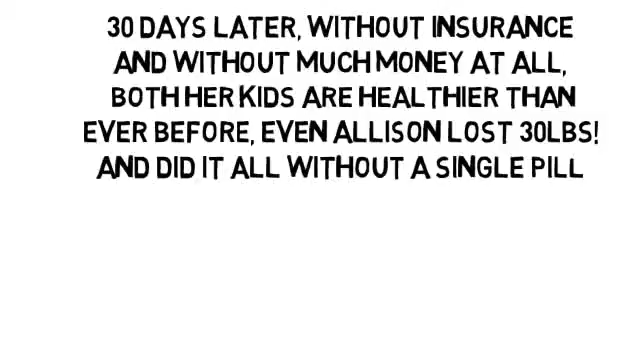 30 DAYS LATER, WITHOUT INSURANCE
AND WITHOUT MUCH MONEY AT ALL,
BOTH HER KIDS ARE HEALTHIER THAN
EVER BEFORE, EVEN ALLISON LOST 30LBS!
AND DID IT ALL WITHOUT A SINGLE PILL